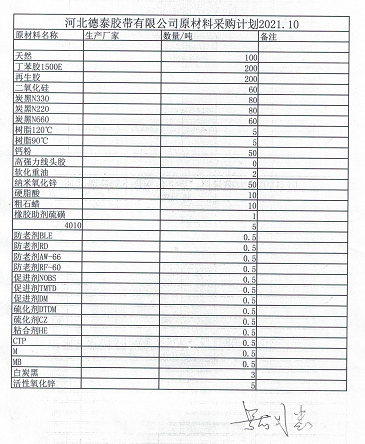 河北德泰胶带有限公司原材料采购计划2021.10
原材料名称 生产厂家 数量/吨 备注
天然 100
丁苯胶1500E 200
再生胶 200
二氧化硅 60
炭黑N330 80
炭黑N220 80
炭黑N660 60
树脂120℃ 5
树脂90℃ 5
钙粉 50
高强力线头胶 0
软化重油 2
纳米氧化锌 50
硬脂酸 10
粗石蜡 10
橡胶助剂硫磺 1
4010 5
防老剂BLE 0.5
防老剂RD 0.5
防老剂AW-66 0.5
防老剂RF-60 0.5
促进剂NOBS 0.5
促进剂TMTD 0.5
促进剂DM 0.5
硫化剂DTDM 0.5
硫化剂CZ 0.5
粘合剂HE 0.5
CTP 0.5
M 0.5
MB 0.5
白炭黑 3
活性氧化锌 5